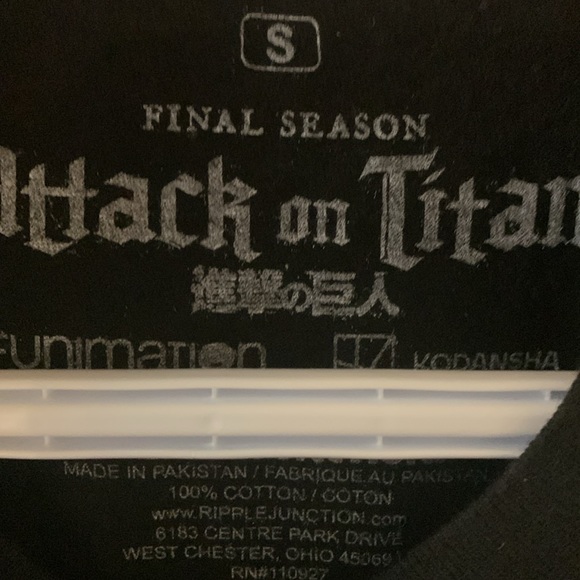 S
FINAL SEASON
Attack on Titan
進撃の巨人
FUNIMATION KODANSHA
MADE IN PAKISTAN / FABRIQUE AU PAKISTAN
100% COTTON / COTON
www.RIPPLEJUNCTION.com
6183 CENTRE PARK DRIVE
WEST CHESTER, OHIO 45069
RN#110927